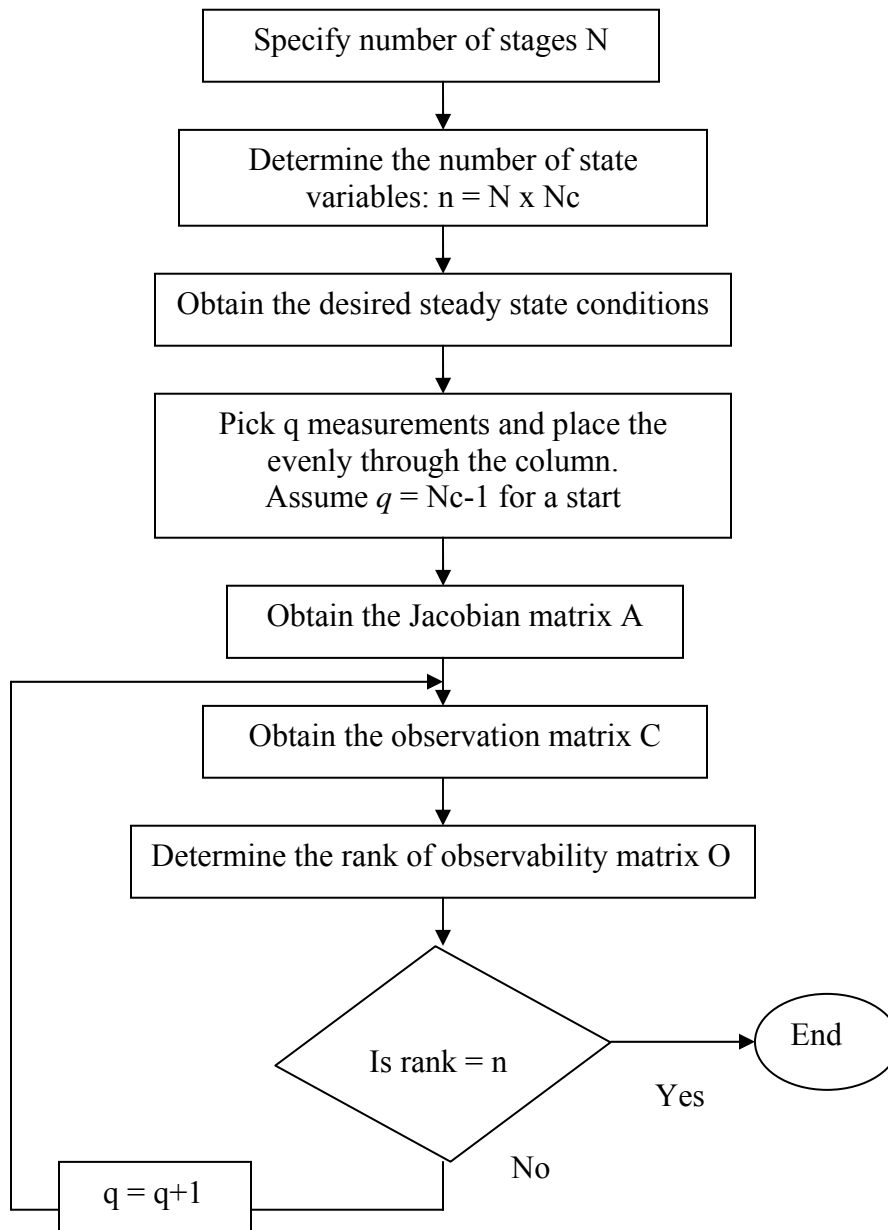 Specify number of stages N
Determine the number of state
variables: n = N x Nc
Obtain the desired steady state conditions
Pick q measurements and place the
evenly through the column.
Assume q = Nc-1 for a start
Obtain the Jacobian matrix A
Obtain the observation matrix C
Determine the rank of observability matrix O
Is rank = n
End
Yes
No
q = q+1